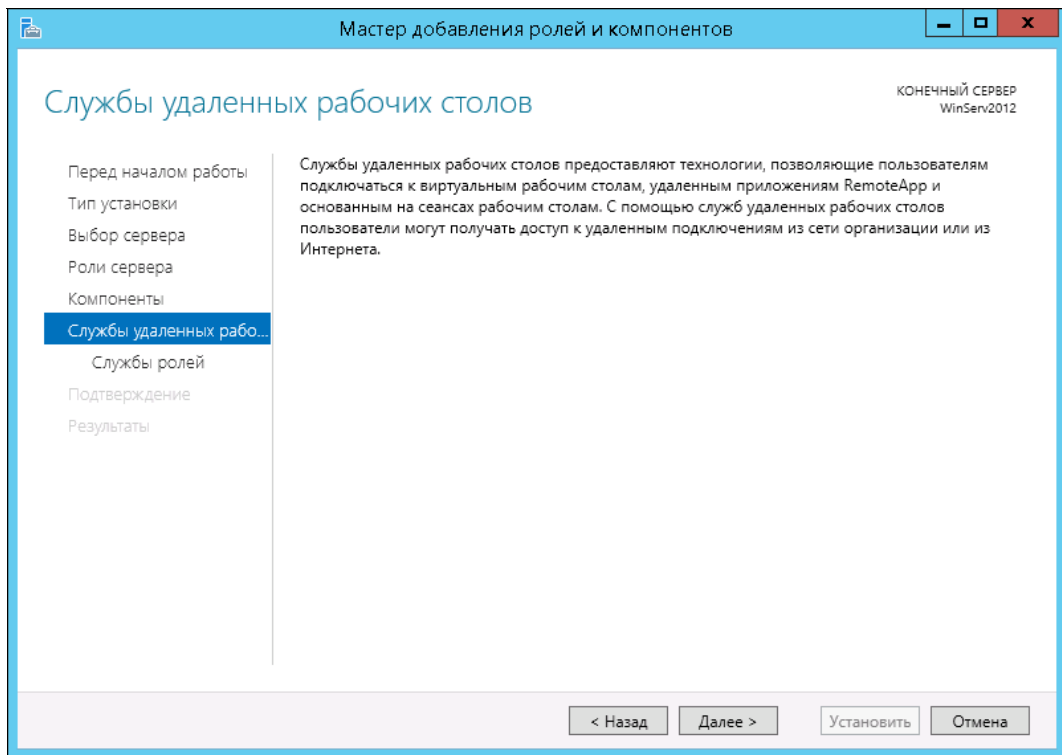 Мастер добавления ролей и компонентов
Службы удаленных рабочих столов
КОНЕЧНЫЙ СЕРВЕР
WinServ2012
Перед началом работы
Тип установки
Выбор сервера
Роли сервера
Компоненты
Службы удаленных рабо...
Службы ролей
Подтверждение
Результаты
Службы удаленных рабочих столов предоставляют технологии, позволяющие пользователям
подключаться к виртуальным рабочим столам, удаленным приложениям RemoteApp и
основанным на сеансах рабочим столам. С помощью служб удаленных рабочих столов
пользователи могут получать доступ к удаленным подключениям из сети организации или из
Интернета.
< Назад
Далее >
Установить
Отмена